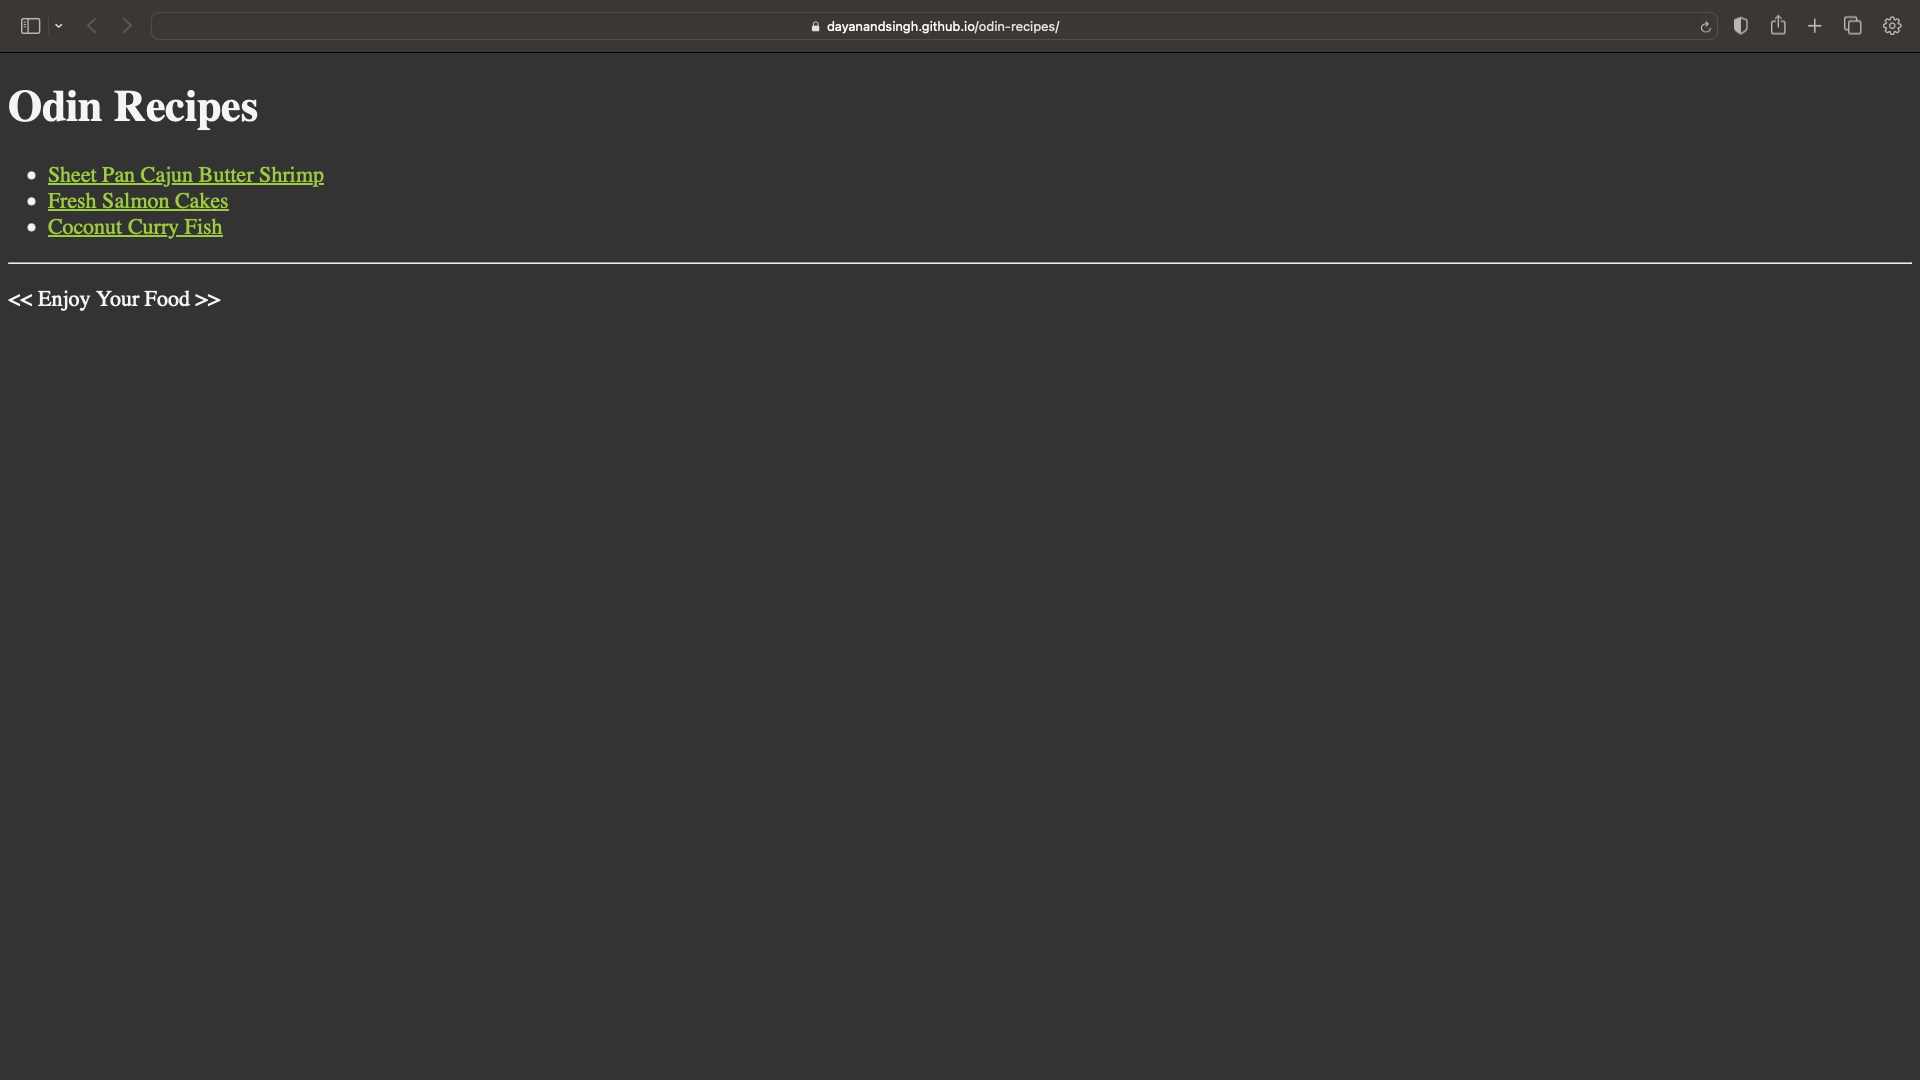 dayanandsingh.github.io/odin-recipes/
Odin Recipes
Sheet Pan Cajun Butter Shrimp
Fresh Salmon Cakes
Coconut Curry Fish
<< Enjoy Your Food >>